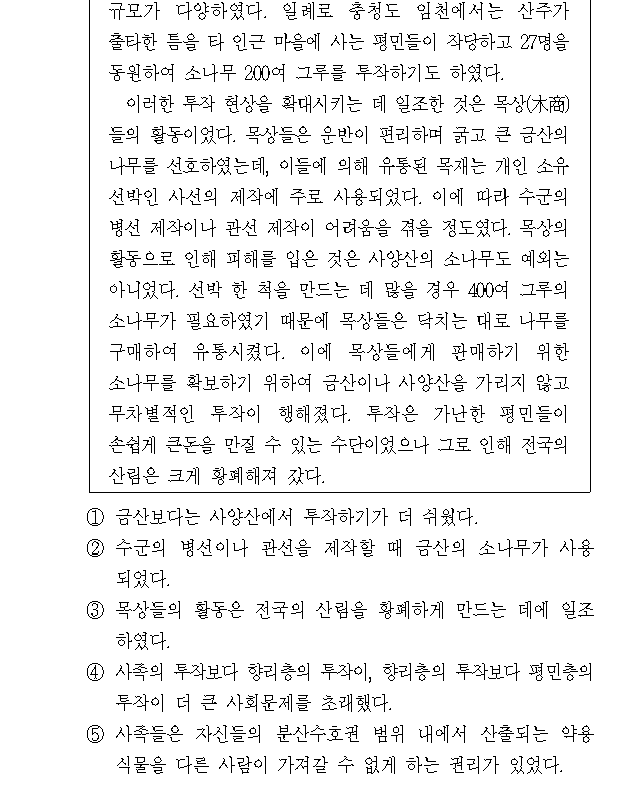 규모가 다양하였다. 일례로 충청도 임천에서는 산주가
출타한 틈을 타 인근 마을에 사는 평민들이 작당하고 27명을
동원하여 소나무 200여 그루를 투작하기도 하였다.
이러한 투작 현상을 확대시키는 데 일조한 것은 목상(木商)
들의 활동이었다. 목상들은 운반이 편리하며 굵고 큰 금산의
나무를 선호하였는데, 이들에 의해 유통된 목재는 개인 소유
선박인 사선의 제작에 주로 사용되었다. 이에 따라 수군의
병선 제작이나 관선 제작이 어려움을 겪을 정도였다. 목상의
활동으로 인해 피해를 입은 것은 사양산의 소나무도 예외는
아니었다. 선박 한 척을 만드는 데 많을 경우 400여 그루의
소나무가 필요하였기 때문에 목상들은 닥치는 대로 나무를
구매하여 유통시켰다. 이에 목상들에게 판매하기 위한
소나무를 확보하기 위하여 금산이나 사양산을 가리지 않고
무차별적인 투작이 행해졌다. 투작은 가난한 평민들이
손쉽게 큰돈을 만질 수 있는 수단이었으나 그로 인해 전국의
산림은 크게 황폐해져 갔다.
① 금산보다는 사양산에서 투작하기가 더 쉬웠다.
② 수군의 병선이나 관선을 제작할 때 금산의 소나무가 사용
되었다.
③ 목상들의 활동은 전국의 산림을 황폐하게 만드는 데에 일조
하였다.
④ 사족의 투작보다 향리층의 투작이, 향리층의 투작보다 평민층의
투작이 더 큰 사회문제를 초래했다.
⑤ 사족들은 자신들의 분산수호권 범위 내에서 산출되는 약용
식물을 다른 사람이 가져갈 수 없게 하는 권리가 있었다.